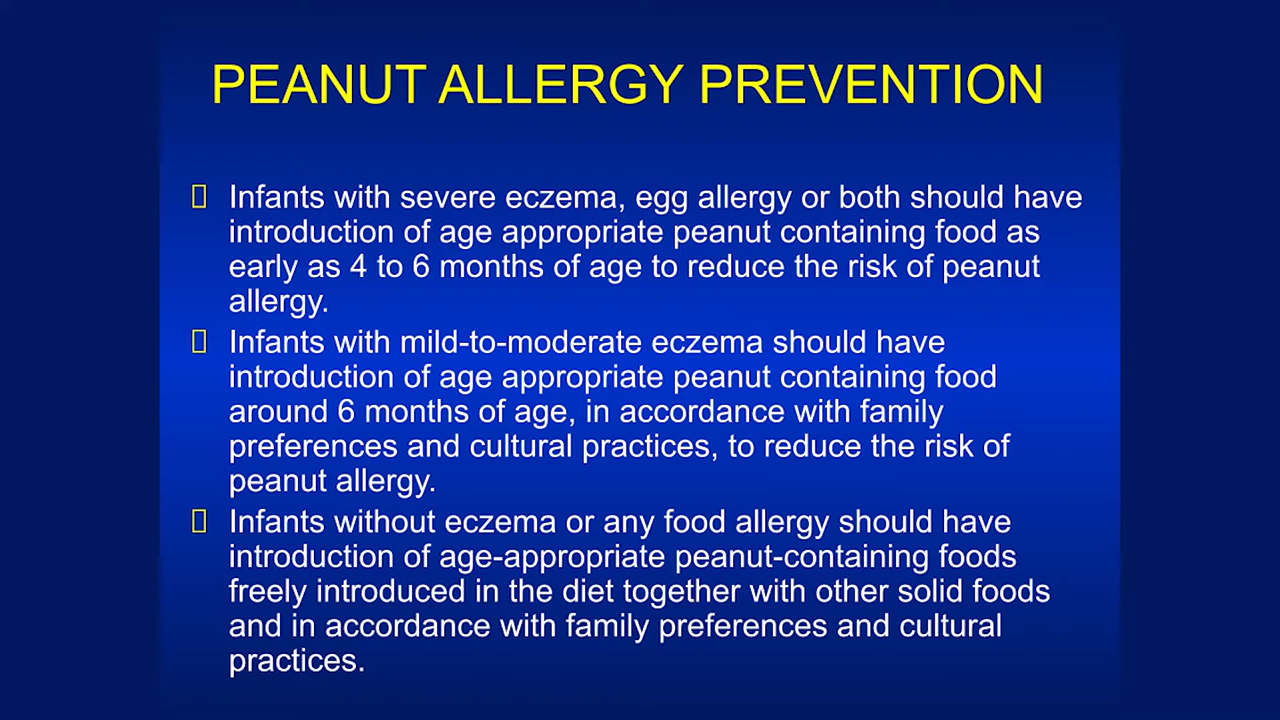 PEANUT ALLERGY PREVENTION
Infants with severe eczema, egg allergy or both should have
introduction of age appropriate peanut containing food as
early as 4 to 6 months of age to reduce the risk of peanut
allergy.
Infants with mild-to-moderate eczema should have
introduction of age appropriate peanut containing food
around 6 months of age, in accordance with family
preferences and cultural practices, to reduce the risk of
peanut allergy.
Infants without eczema or any food allergy should have
introduction of age-appropriate peanut-containing foods
freely introduced in the diet together with other solid foods
and in accordance with family preferences and cultural
practices.